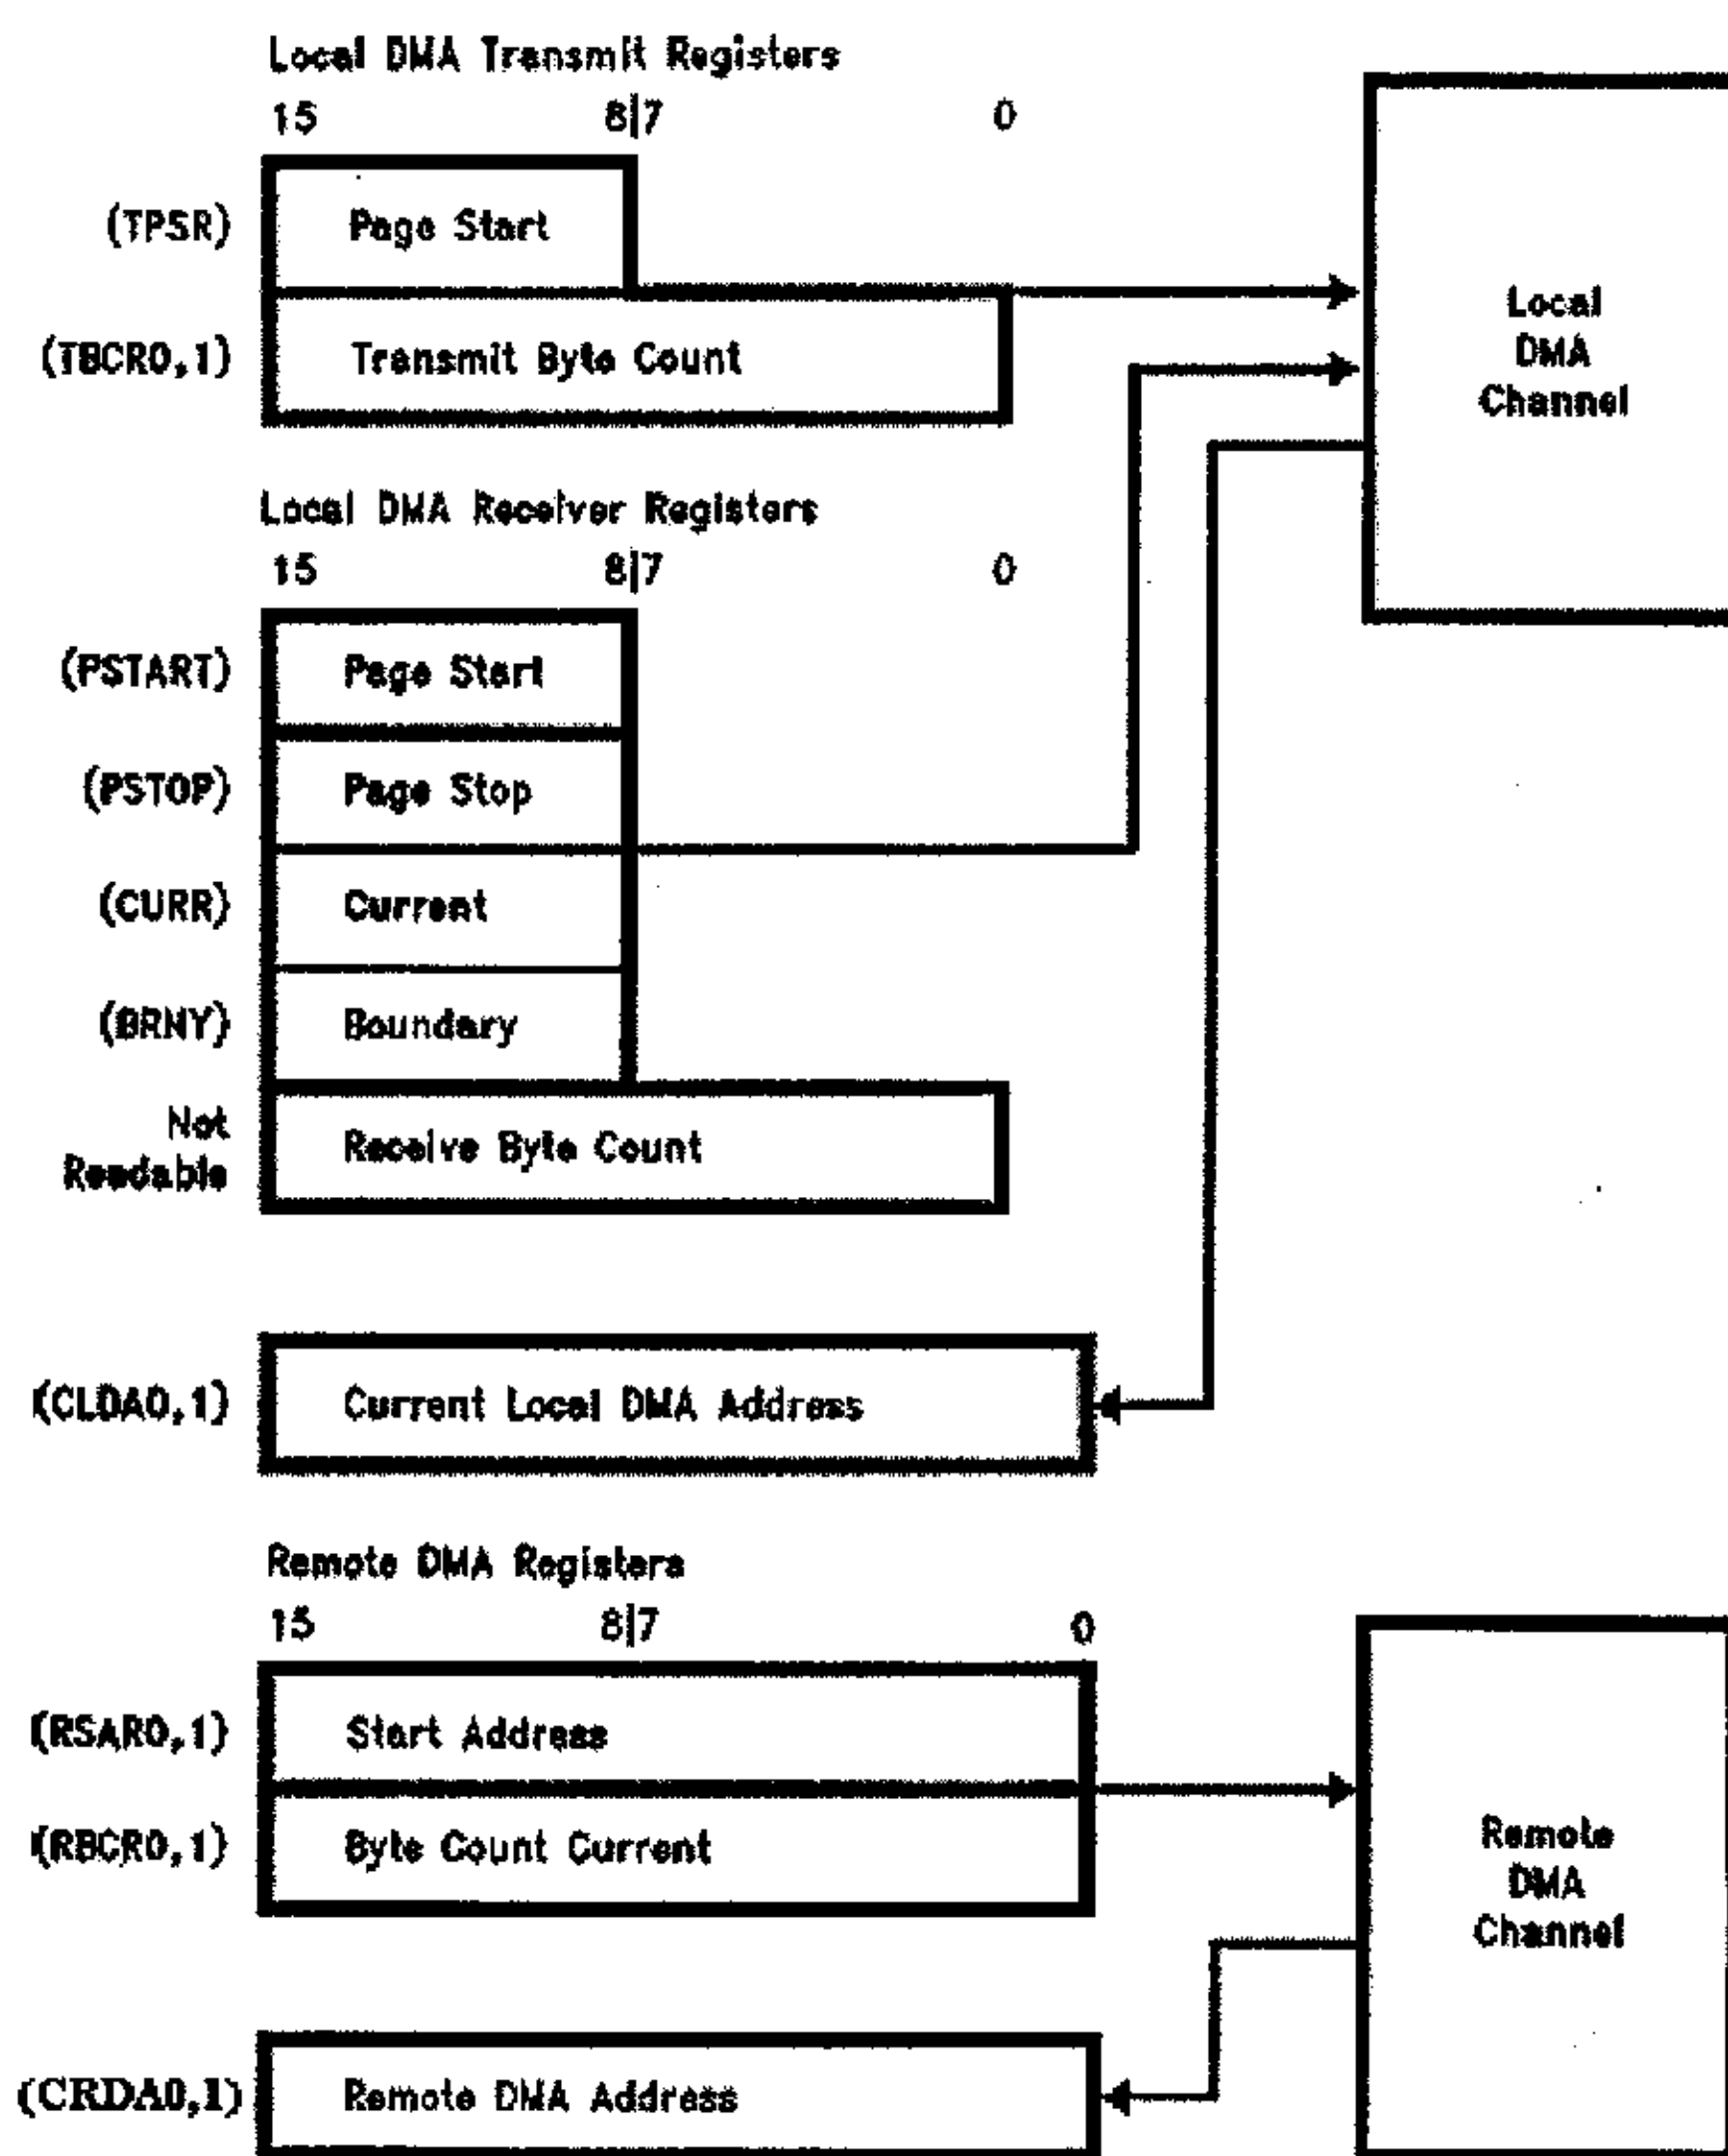 Local DMA Transmit Registers
15 8|7 0
(TPSR) Page Start
(TBCR0,1) Transmit Byte Count
Local
DMA
Channel
Local DMA Receiver Registers
15 8|7 0
(PSTART) Page Start
(PSTOP) Page Stop
(CURR) Current
(BRNY) Boundary
Not
Readable
Receive Byte Count
(CLDA0,1) Current Local DMA Address
Remote DMA Registers
15 8|7 0
(RSAR0,1) Start Address
(RBCR0,1) Byte Count Current
Remote
DMA
Channel
(CRDA0,1) Remote DMA Address